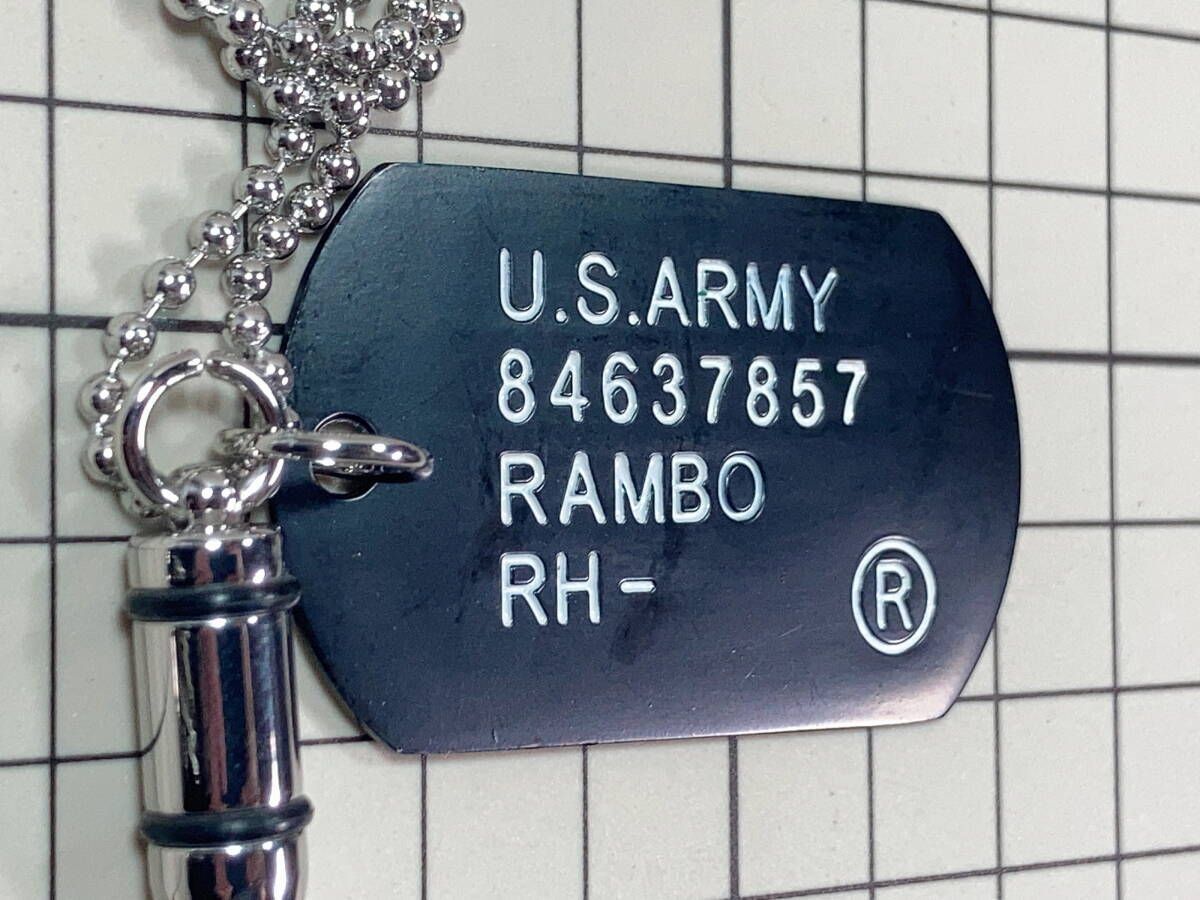 U.S.ARMY
84637857
RAMBO
RH-
®